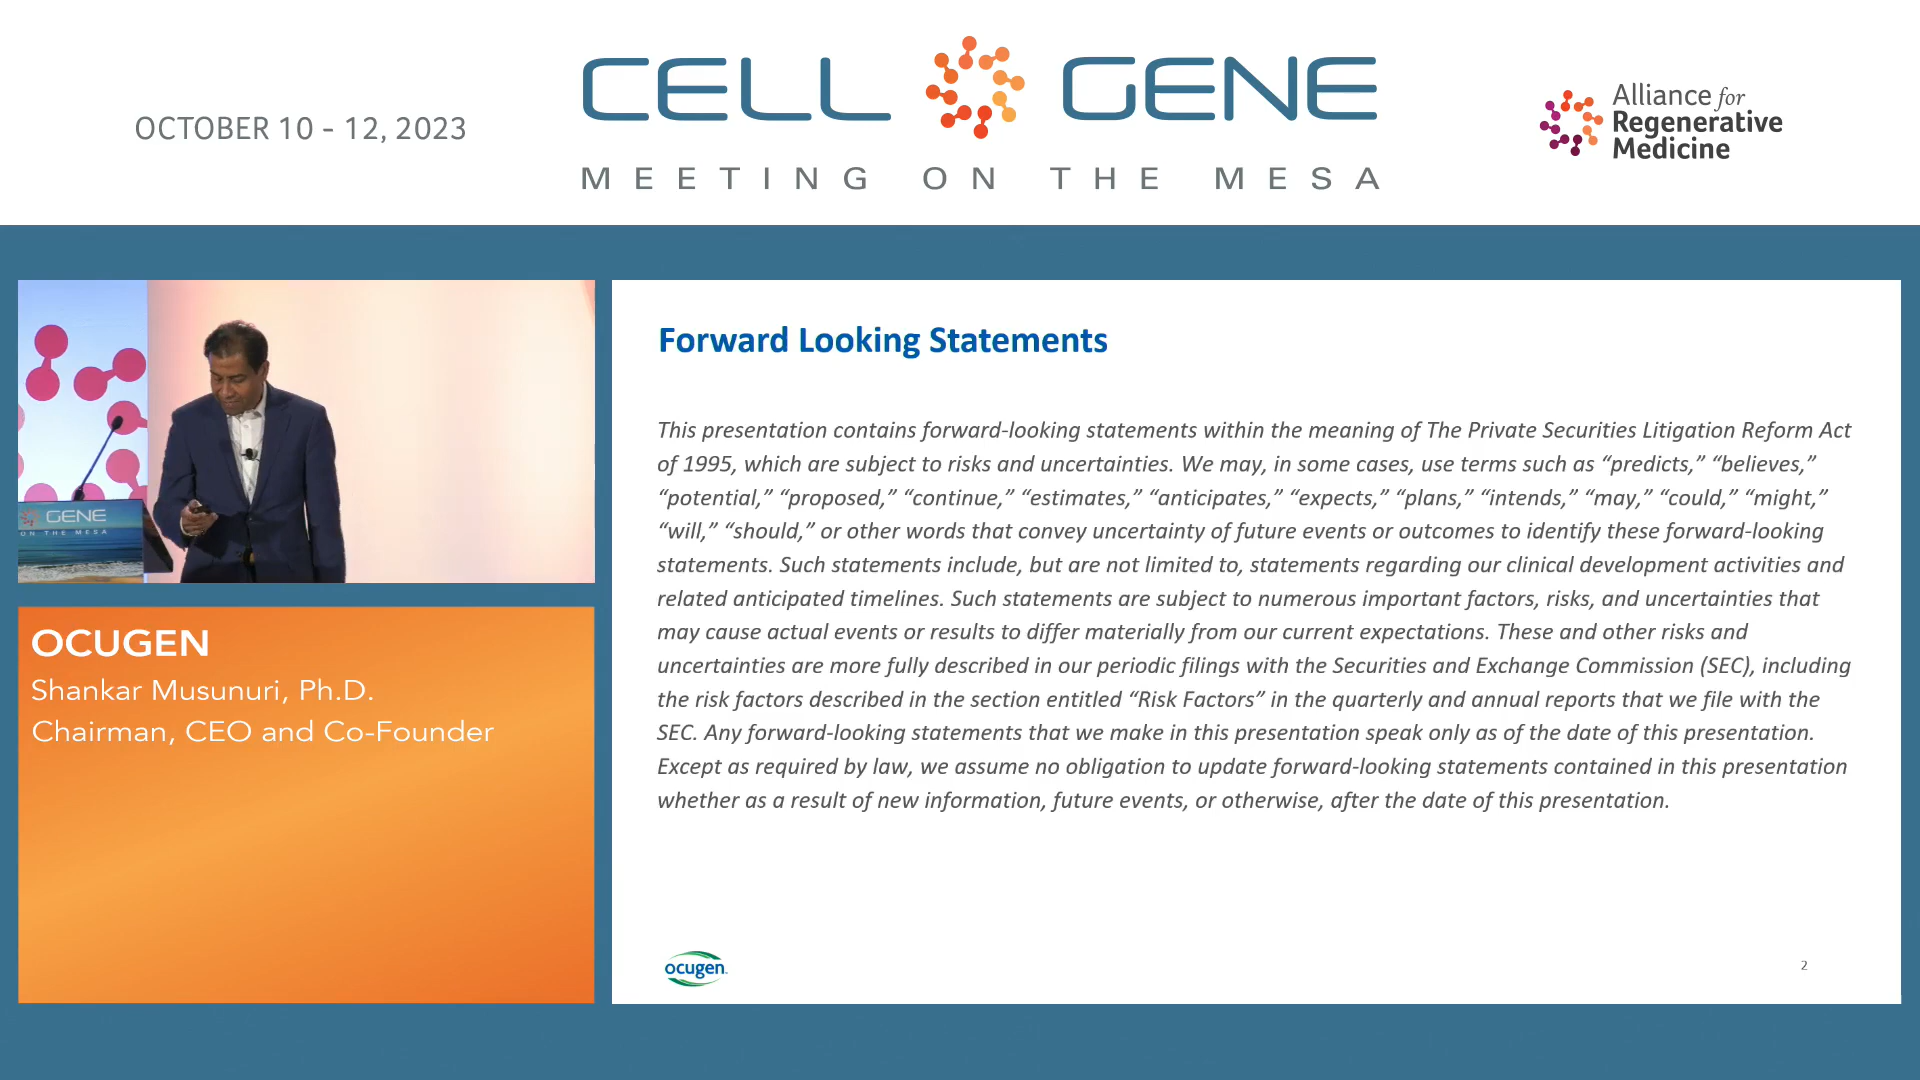 OCTOBER 10 - 12, 2023
CELL GENE
MEETING ON THE MESA
Alliance for
Regenerative
Medicine
GENE
ON THE MESA
OCUGEN
Shankar Musunuri, Ph.D.
Chairman, CEO and Co-Founder
Forward Looking Statements
This presentation contains forward-looking statements within the meaning of The Private Securities Litigation Reform Act
of 1995, which are subject to risks and uncertainties. We may, in some cases, use terms such as “predicts,” “believes,”
“potential,” “proposed,” “continue,” “estimates,” “anticipates,” “expects,” “plans,” “intends,” “may,” “could,” “might,”
“will,” “should,” or other words that convey uncertainty of future events or outcomes to identify these forward-looking
statements. Such statements include, but are not limited to, statements regarding our clinical development activities and
related anticipated timelines. Such statements are subject to numerous important factors, risks, and uncertainties that
may cause actual events or results to differ materially from our current expectations. These and other risks and
uncertainties are more fully described in our periodic filings with the Securities and Exchange Commission (SEC), including
the risk factors described in the section entitled “Risk Factors” in the quarterly and annual reports that we file with the
SEC. Any forward-looking statements that we make in this presentation speak only as of the date of this presentation.
Except as required by law, we assume no obligation to update forward-looking statements contained in this presentation
whether as a result of new information, future events, or otherwise, after the date of this presentation.
ocugen
2